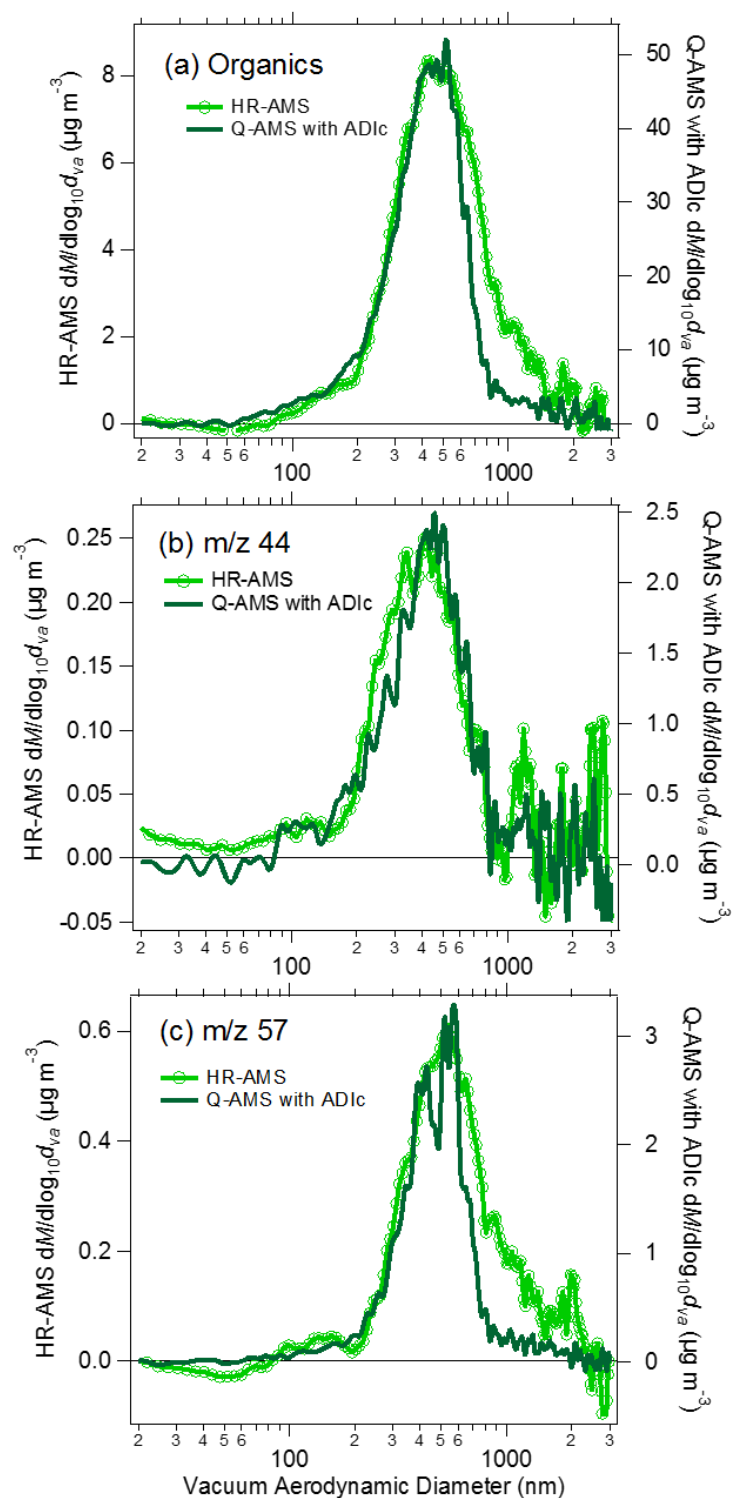 (a) Organics
HR-AMS
Q-AMS with ADIc
HR-AMS dM/dlog10dva (µg m-3)
8
6
4
2
0
Q-AMS with ADIc dM/dlog10dva (µg m-3)
50
40
30
20
10
0
2 3 4 5 6 100 2 3 4 5 6 1000 2 3
(b) m/z 44
HR-AMS
Q-AMS with ADIc
HR-AMS dM/dlog10dva (µg m-3)
0.25
0.20
0.15
0.10
0.05
0.00
-0.05
Q-AMS with ADIc dM/dlog10dva (µg m-3)
2.5
2.0
1.5
1.0
0.5
0.0
2 3 4 5 6 100 2 3 4 5 6 1000 2 3
(c) m/z 57
HR-AMS
Q-AMS with ADIc
HR-AMS dM/dlog10dva (µg m-3)
0.6
0.4
0.2
0.0
Q-AMS with ADIc dM/dlog10dva (µg m-3)
3
2
1
0
2 3 4 5 6 100 2 3 4 5 6 1000 2 3
Vacuum Aerodynamic Diameter (nm)